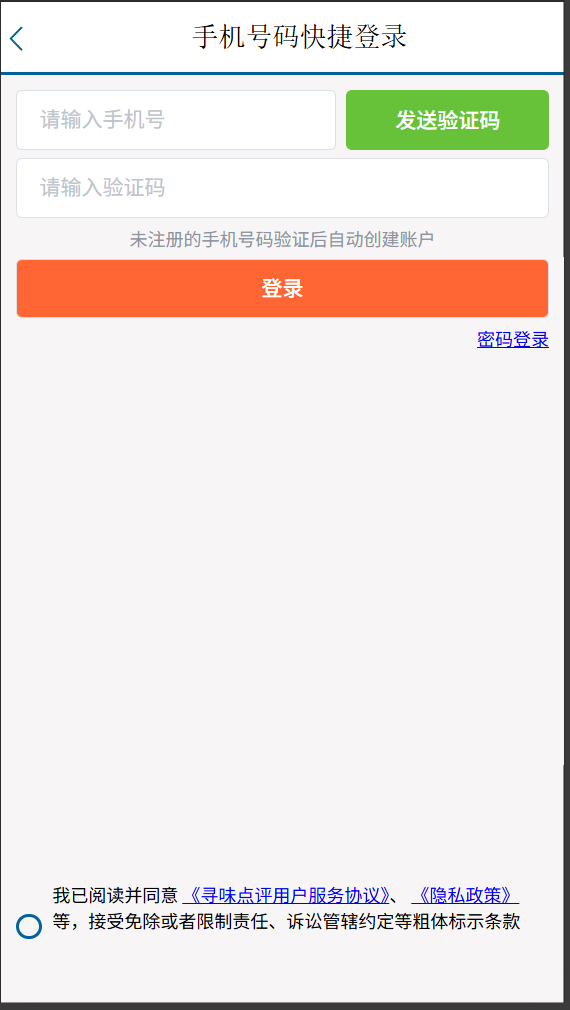 手机号码快捷登录
请输入手机号
发送验证码
请输入验证码
未注册的手机号码验证后自动创建账户
登录
密码登录
我已阅读并同意 《寻味点评用户服务协议》、 《隐私政策》
等，接受免除或者限制责任、诉讼管辖约定等粗体标示条款